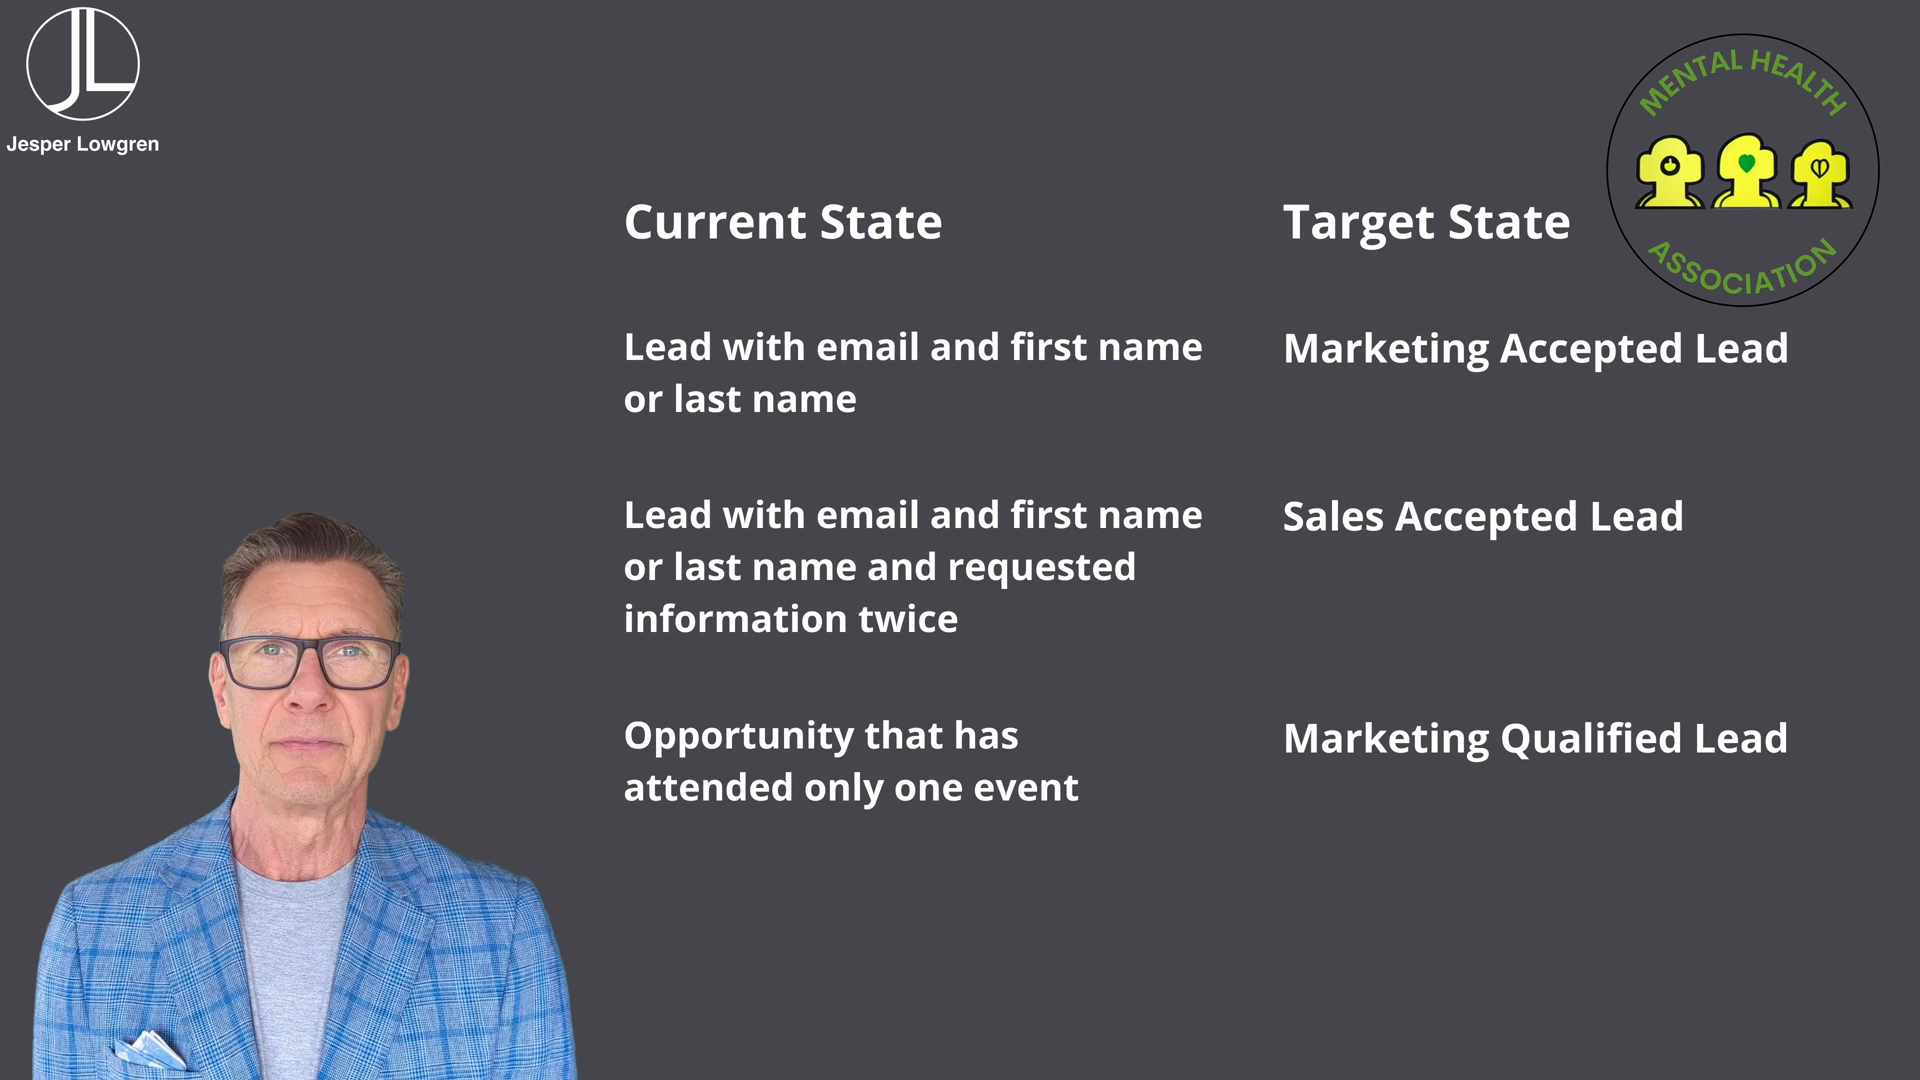 JL
Jesper Lowgren
MENTAL HEALTH
ASSOCIATION
Current State
Target State
Lead with email and first name
or last name
Marketing Accepted Lead
Lead with email and first name
or last name and requested
information twice
Sales Accepted Lead
Opportunity that has
attended only one event
Marketing Qualified Lead